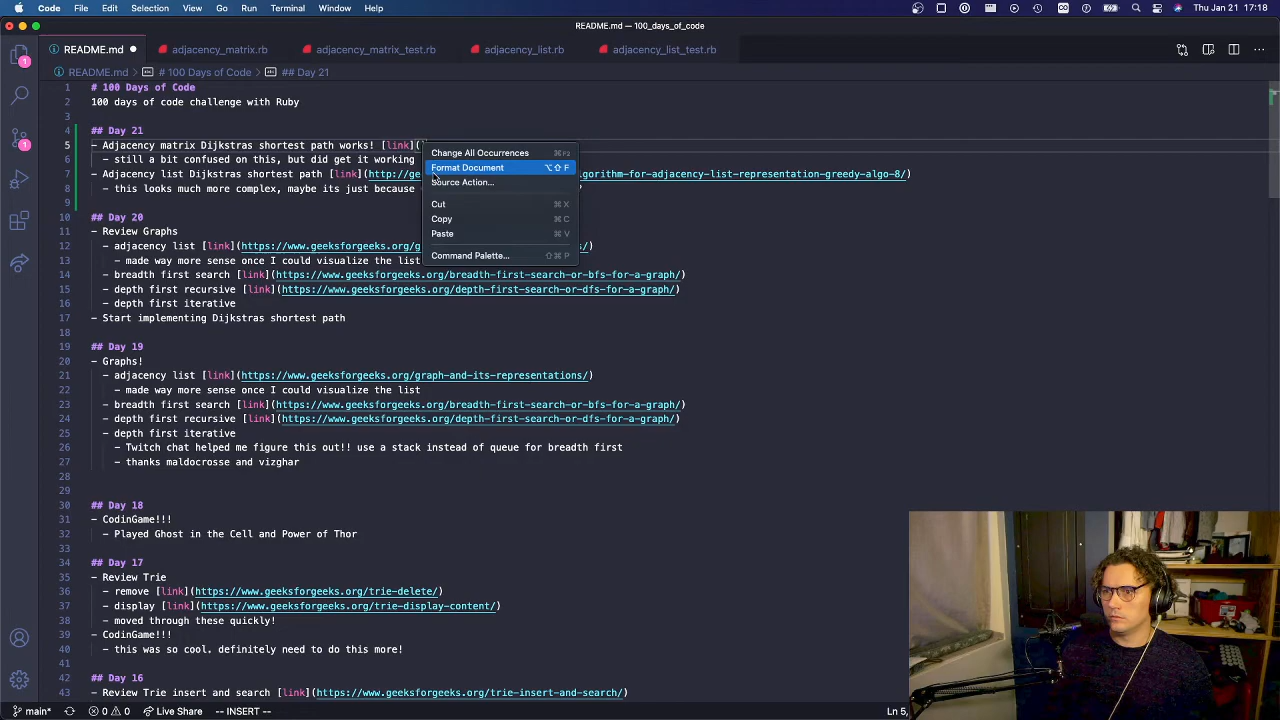 Code File Edit Selection View Go Run Terminal Window Help Thu Jan 21 17:18
README.md — 100_days_of_code
README.md adjacency_matrix.rb adjacency_matrix_test.rb adjacency_list.rb adjacency_list_test.rb
README.md # 100 Days of Code ## Day 21
1 # 100 Days of Code
2 100 days of code challenge with Ruby
3
4 ## Day 21
5 - Adjacency matrix Dijkstras shortest path works! [link](
6 - still a bit confused on this, but did get it working
7 - Adjacency list Dijkstras shortest path [link](http://ge lgorithm-for-adjacency-list-representation-greedy-algo-8/)
8 - this looks much more complex, maybe its just because
9
10 ## Day 20
11 - Review Graphs
12 - adjacency list [link](https://www.geeksforgeeks.org/g s/)
13 - made way more sense once I could visualize the list
14 - breadth first search [link](https://www.geeksforgeeks.org/breadth-first-search-or-bfs-for-a-graph/)
15 - depth first recursive [link](https://www.geeksforgeeks.org/depth-first-search-or-dfs-for-a-graph/)
16 - depth first iterative
17 - Start implementing Dijkstras shortest path
18
19 ## Day 19
20 - Graphs!
21 - adjacency list [link](https://www.geeksforgeeks.org/graph-and-its-representations/)
22 - made way more sense once I could visualize the list
23 - breadth first search [link](https://www.geeksforgeeks.org/breadth-first-search-or-bfs-for-a-graph/)
24 - depth first recursive [link](https://www.geeksforgeeks.org/depth-first-search-or-dfs-for-a-graph/)
25 - depth first iterative
26 - Twitch chat helped me figure this out!! use a stack instead of queue for breadth first
27 - thanks maldocrosse and vizghar
28
29
30 ## Day 18
31 - CodinGame!!!
32 - Played Ghost in the Cell and Power of Thor
33
34 ## Day 17
35 - Review Trie
36 - remove [link](https://www.geeksforgeeks.org/trie-delete/)
37 - display [link](https://www.geeksforgeeks.org/trie-display-content/)
38 - moved through these quickly!
39 - CodinGame!!!
40 - this was so cool. definitely need to do this more!
41
42 ## Day 16
43 - Review Trie insert and search [link](https://www.geeksforgeeks.org/trie-insert-and-search/)
Change All Occurrences ⌘F2
Format Document ⌥⇧F
Source Action...
Cut ⌘X
Copy ⌘C
Paste ⌘V
Command Palette... ⇧⌘P
1
1
main* 0 0 Live Share -- INSERT -- Ln 5,